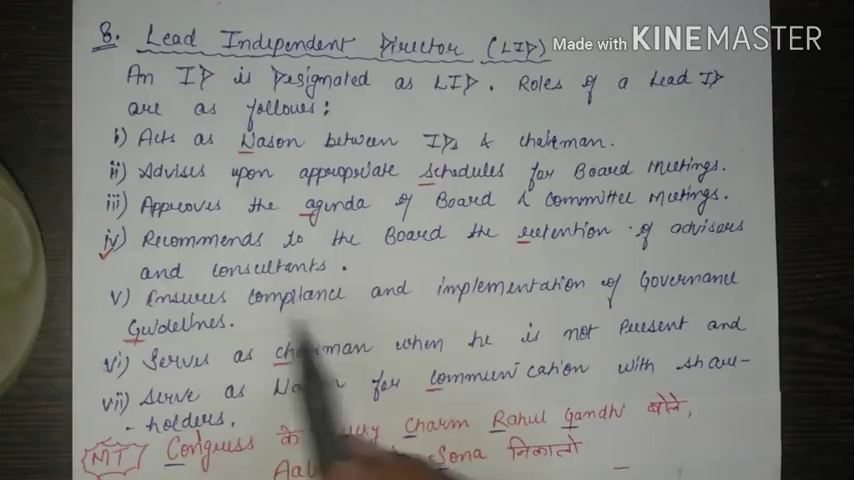 8. Lead Independent Director (LID)
Made with KINEMASTER
An ID is Designated as LID. Roles of a Lead ID
are as follows:
i) Acts as Liason between IDs & chairman.
ii) Advises upon appropriate schedules for Board Meetings.
iii) Approves the aginda of Board & Committee Meetings.
iv) Recommends to the Board the retention of advisors
and consultants.
v) Ensures compliance and implementation of Governance
Guidelines.
vi) Serves as chairman when he is not Present and
vii) Serve as for communication with share-
- holders.
MT Congress के Charm Rahul Gandhi बोले,
Sona निकालो